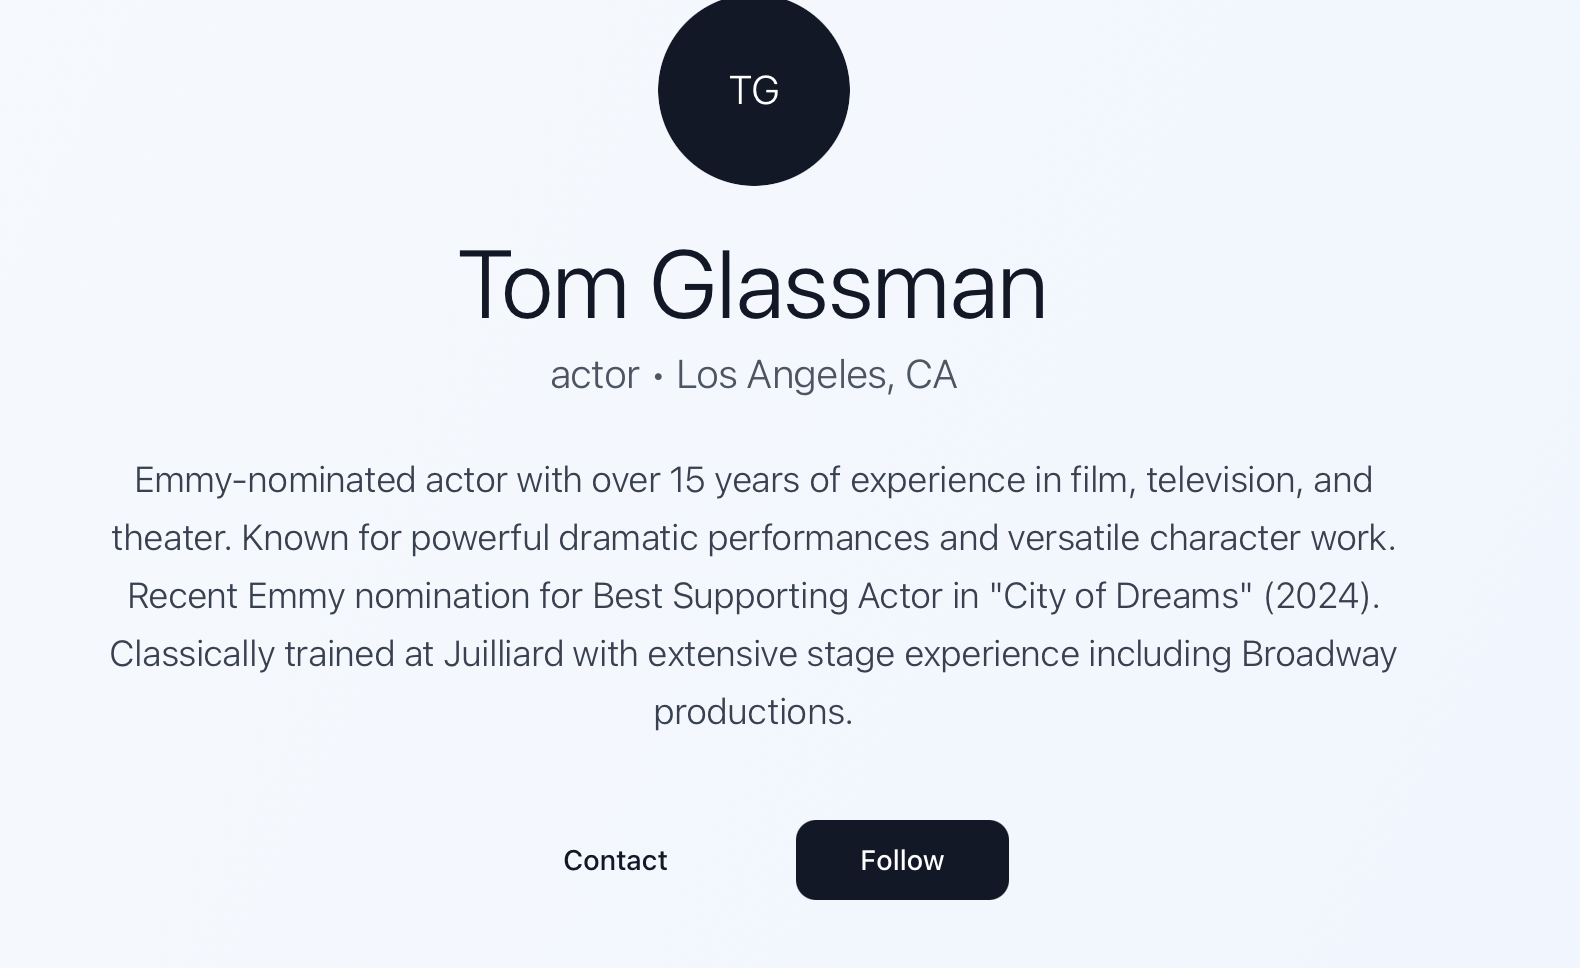 TG
Tom Glassman
actor • Los Angeles, CA
Emmy-nominated actor with over 15 years of experience in film, television, and
theater. Known for powerful dramatic performances and versatile character work.
Recent Emmy nomination for Best Supporting Actor in "City of Dreams" (2024).
Classically trained at Juilliard with extensive stage experience including Broadway
productions.
Contact
Follow